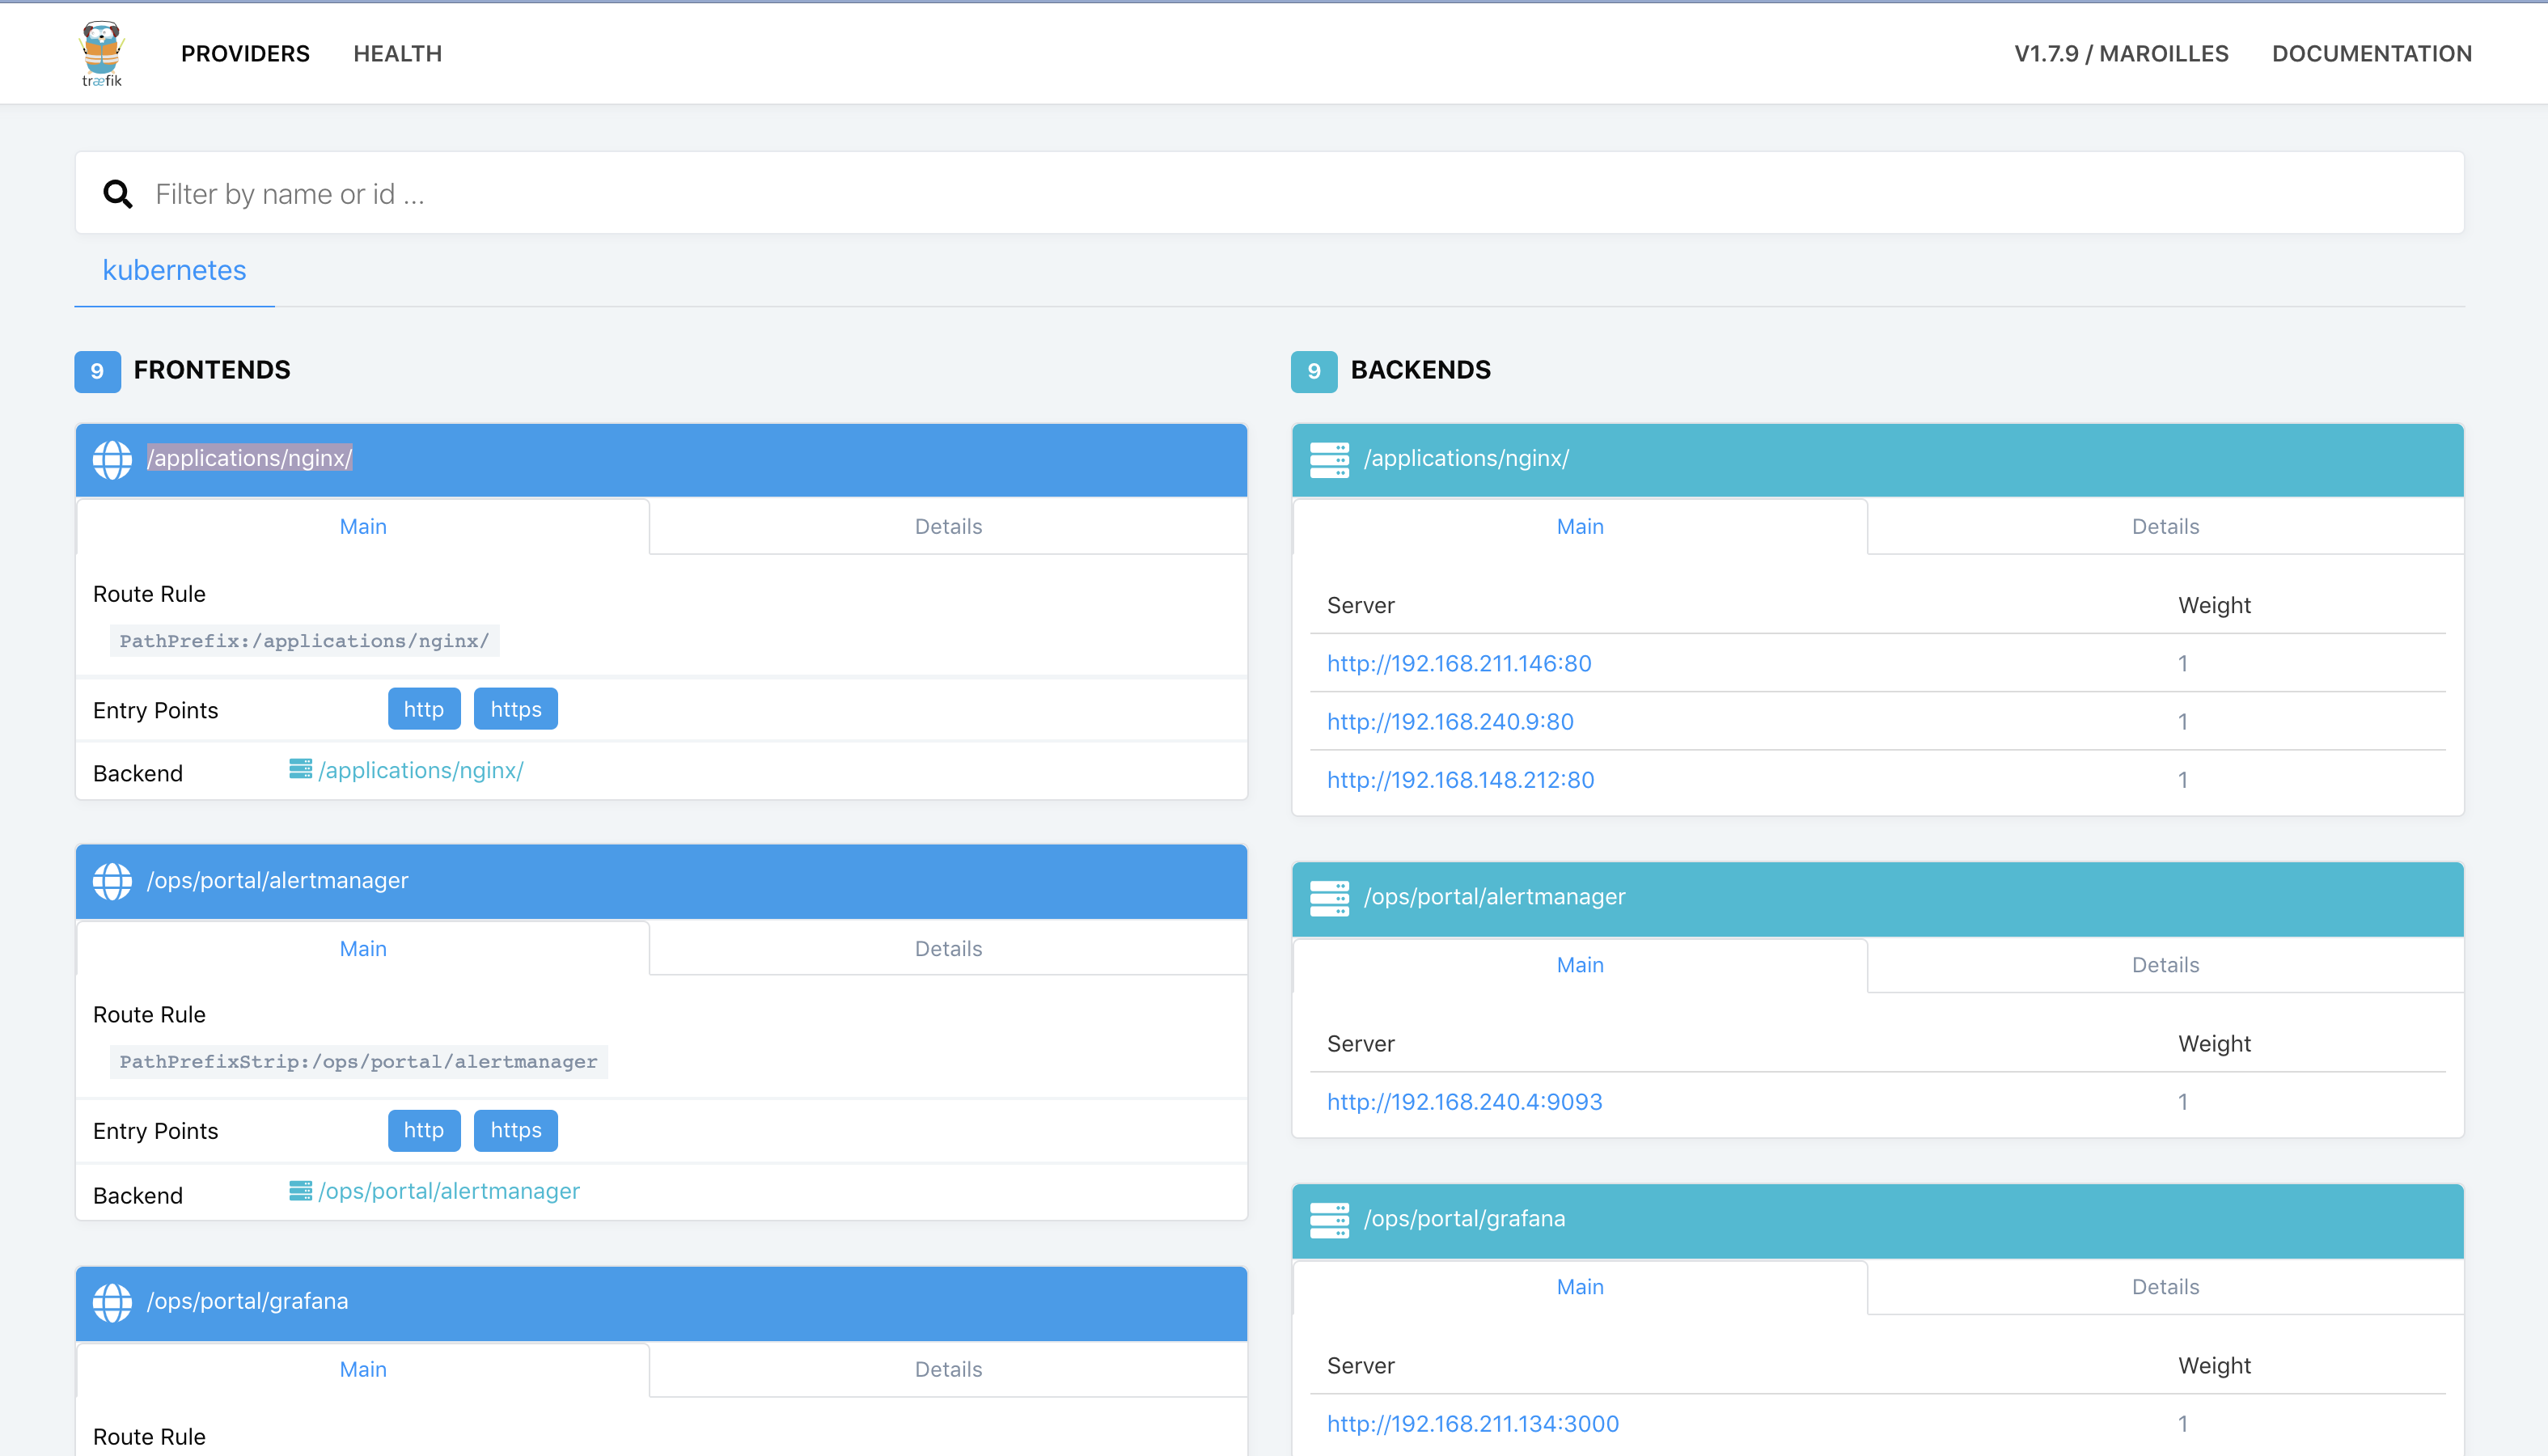 træfik
PROVIDERS HEALTH V1.7.9 / MAROILLES DOCUMENTATION
Filter by name or id ...
kubernetes
9 FRONTENDS
/applications/nginx/
Main Details
Route Rule
PathPrefix:/applications/nginx/
Entry Points http https
Backend /applications/nginx/
/ops/portal/alertmanager
Main Details
Route Rule
PathPrefixStrip:/ops/portal/alertmanager
Entry Points http https
Backend /ops/portal/alertmanager
/ops/portal/grafana
Main Details
Route Rule
9 BACKENDS
/applications/nginx/
Main Details
Server Weight
http://192.168.211.146:80 1
http://192.168.240.9:80 1
http://192.168.148.212:80 1
/ops/portal/alertmanager
Main Details
Server Weight
http://192.168.240.4:9093 1
/ops/portal/grafana
Main Details
Server Weight
http://192.168.211.134:3000 1